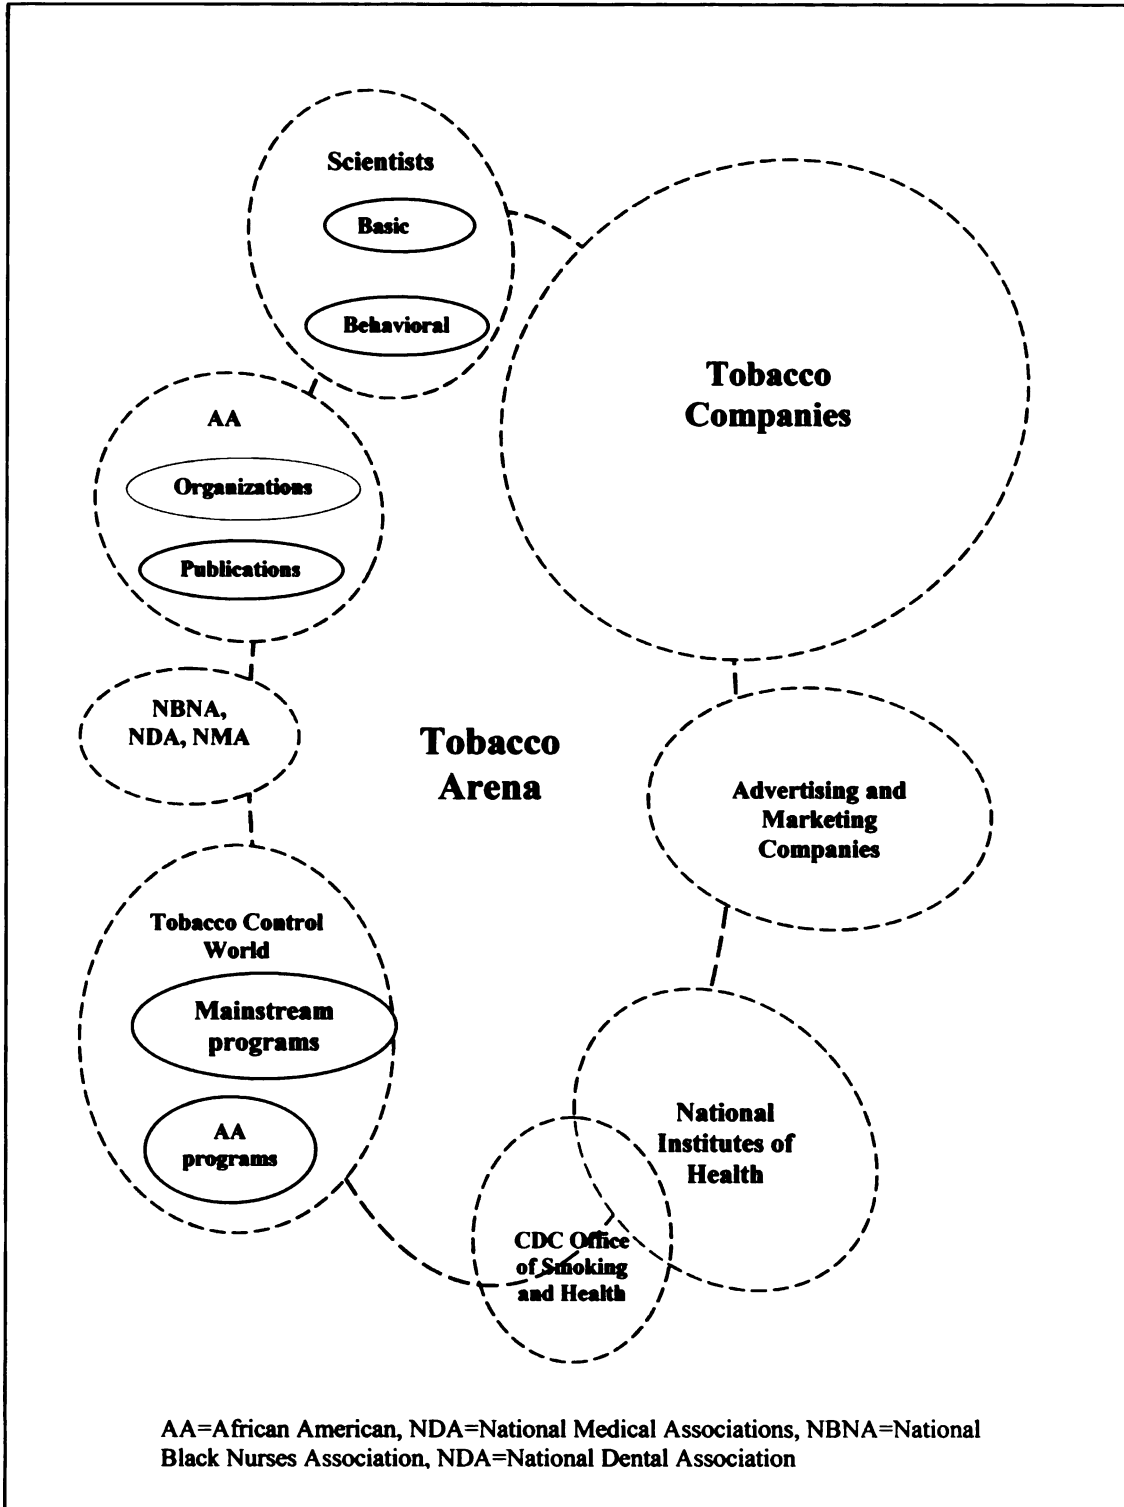 Scientists
Basic
Behavioral
Tobacco
Companies
AA
Organizations
Publications
NBNA,
NDA, NMA
Tobacco
Arena
Advertising and
Marketing
Companies
Tobacco Control
World
Mainstream
programs
AA
programs
National
Institutes of
Health
CDC Office
of Smoking
and Health
AA=African American, NDA=National Medical Associations, NBNA=National
Black Nurses Association, NDA=National Dental Association